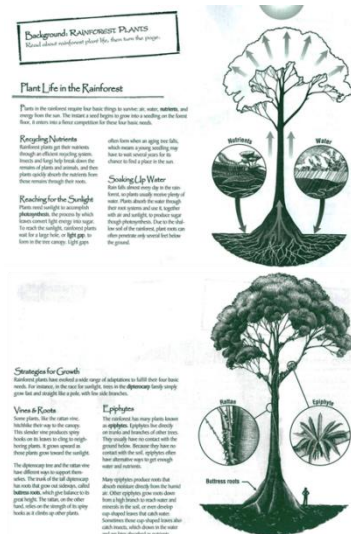 Background: RAINFOREST PLANTS
Read about rainforest plant life, then turn the page.
Plant Life in the Rainforest
Plants in the rainforest require four basic things to survive: air, water, nutrients, and
energy from the sun. The instant a seed begins to grow into a seedling on the forest
floor, it enters into a fierce competition for these four basic needs.
Recycling Nutrients
Rainforest plants get their nutrients
through an efficient recycling system.
Insects and fungi help break down the
remains of plants and animals, and then
plants quickly absorb the nutrients from
those remains through their roots.
Reaching for the Sunlight
Plants need sunlight to accomplish
photosynthesis, the process by which
leaves convert light energy into sugar.
To reach the sunlight, rainforest plants
wait for a large hole, or light gap, to
form in the tree canopy. Light gaps
often form when an aging tree falls,
which means a young seedling may
have to wait several years for its
chance to find a place in the sun.
Soaking Up Water
Rain falls almost every day in the rain-
forest, so plants usually receive plenty of
water. Plants absorb the water through
their root systems and use it, together
with air and sunlight, to produce sugar
though photosynthesis. Due to the shal-
low soil of the rainforest, plant roots can
often penetrate only several feet below
the ground.
Nutrients
Water
Strategies for Growth
Rainforest plants have evolved a wide range of adaptations to fulfill their four basic
needs. For instance, in the race for sunlight, trees in the dipterocarp family simply
grow fast and straight like a pole, with few side branches.
Vines & Roots
Some plants, like the rattan vine,
hitchhike their way to the canopy.
This slender vine produces spiny
hooks on its leaves to cling to neigh-
boring plants. It grows upward as
those plants grow toward the sunlight.
The dipterocarp tree and the rattan vine
have different ways to support them-
selves. The trunk of the tall dipterocarp
has roots that grow out sideways, called
buttress roots, which give balance to its
great height. The rattan, on the other
hand, relies on the strength of its spiny
hooks as it climbs up other plants.
Epiphytes
The rainforest has many plants known
as epiphytes. Epiphytes live directly
on trunks and branches of other trees.
They usually have no contact with the
ground below. Because they have no
contact with the soil, epiphytes often
have alternative ways to get enough
water and nutrients.
Many epiphytes produce roots that
absorb moisture directly from the humid
air. Other epiphytes grow roots down
from a high branch to reach water and
minerals in the soil, or even develop
cup-shaped leaves that catch water.
Sometimes these cup-shaped leaves also
catch insects, which drown in the water
Rattan
Epiphyte
Buttress roots